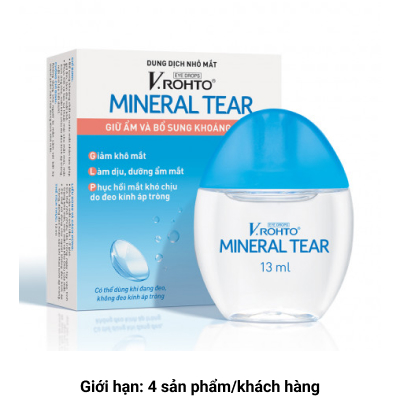 DUNG DỊCH NHỎ MẮT
EYE DROPS
V.ROHTO®
MINERAL TEAR
GIỮ ẨM VÀ BỔ SUNG KHOÁNG
Giảm khô mắt
Làm dịu, dưỡng ẩm mắt
Phục hồi mắt khó chịu
do đeo kính áp tròng
Có thể dùng khi đang đeo,
không đeo kính áp tròng
EYE DROPS
V.ROHTO®
MINERAL TEAR
13 ml
Giới hạn: 4 sản phẩm/khách hàng